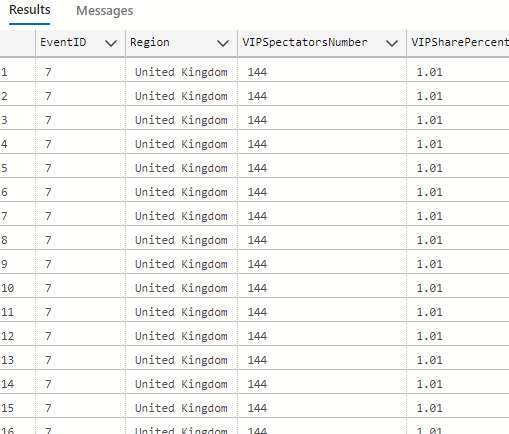 Results Messages
EventID Region VIPSpectatorsNumber VIPSharePercent
1 7 United Kingdom 144 1.01
2 7 United Kingdom 144 1.01
3 7 United Kingdom 144 1.01
4 7 United Kingdom 144 1.01
5 7 United Kingdom 144 1.01
6 7 United Kingdom 144 1.01
7 7 United Kingdom 144 1.01
8 7 United Kingdom 144 1.01
9 7 United Kingdom 144 1.01
10 7 United Kingdom 144 1.01
11 7 United Kingdom 144 1.01
12 7 United Kingdom 144 1.01
13 7 United Kingdom 144 1.01
14 7 United Kingdom 144 1.01
15 7 United Kingdom 144 1.01
16 7 United Kingdom 144 1.01